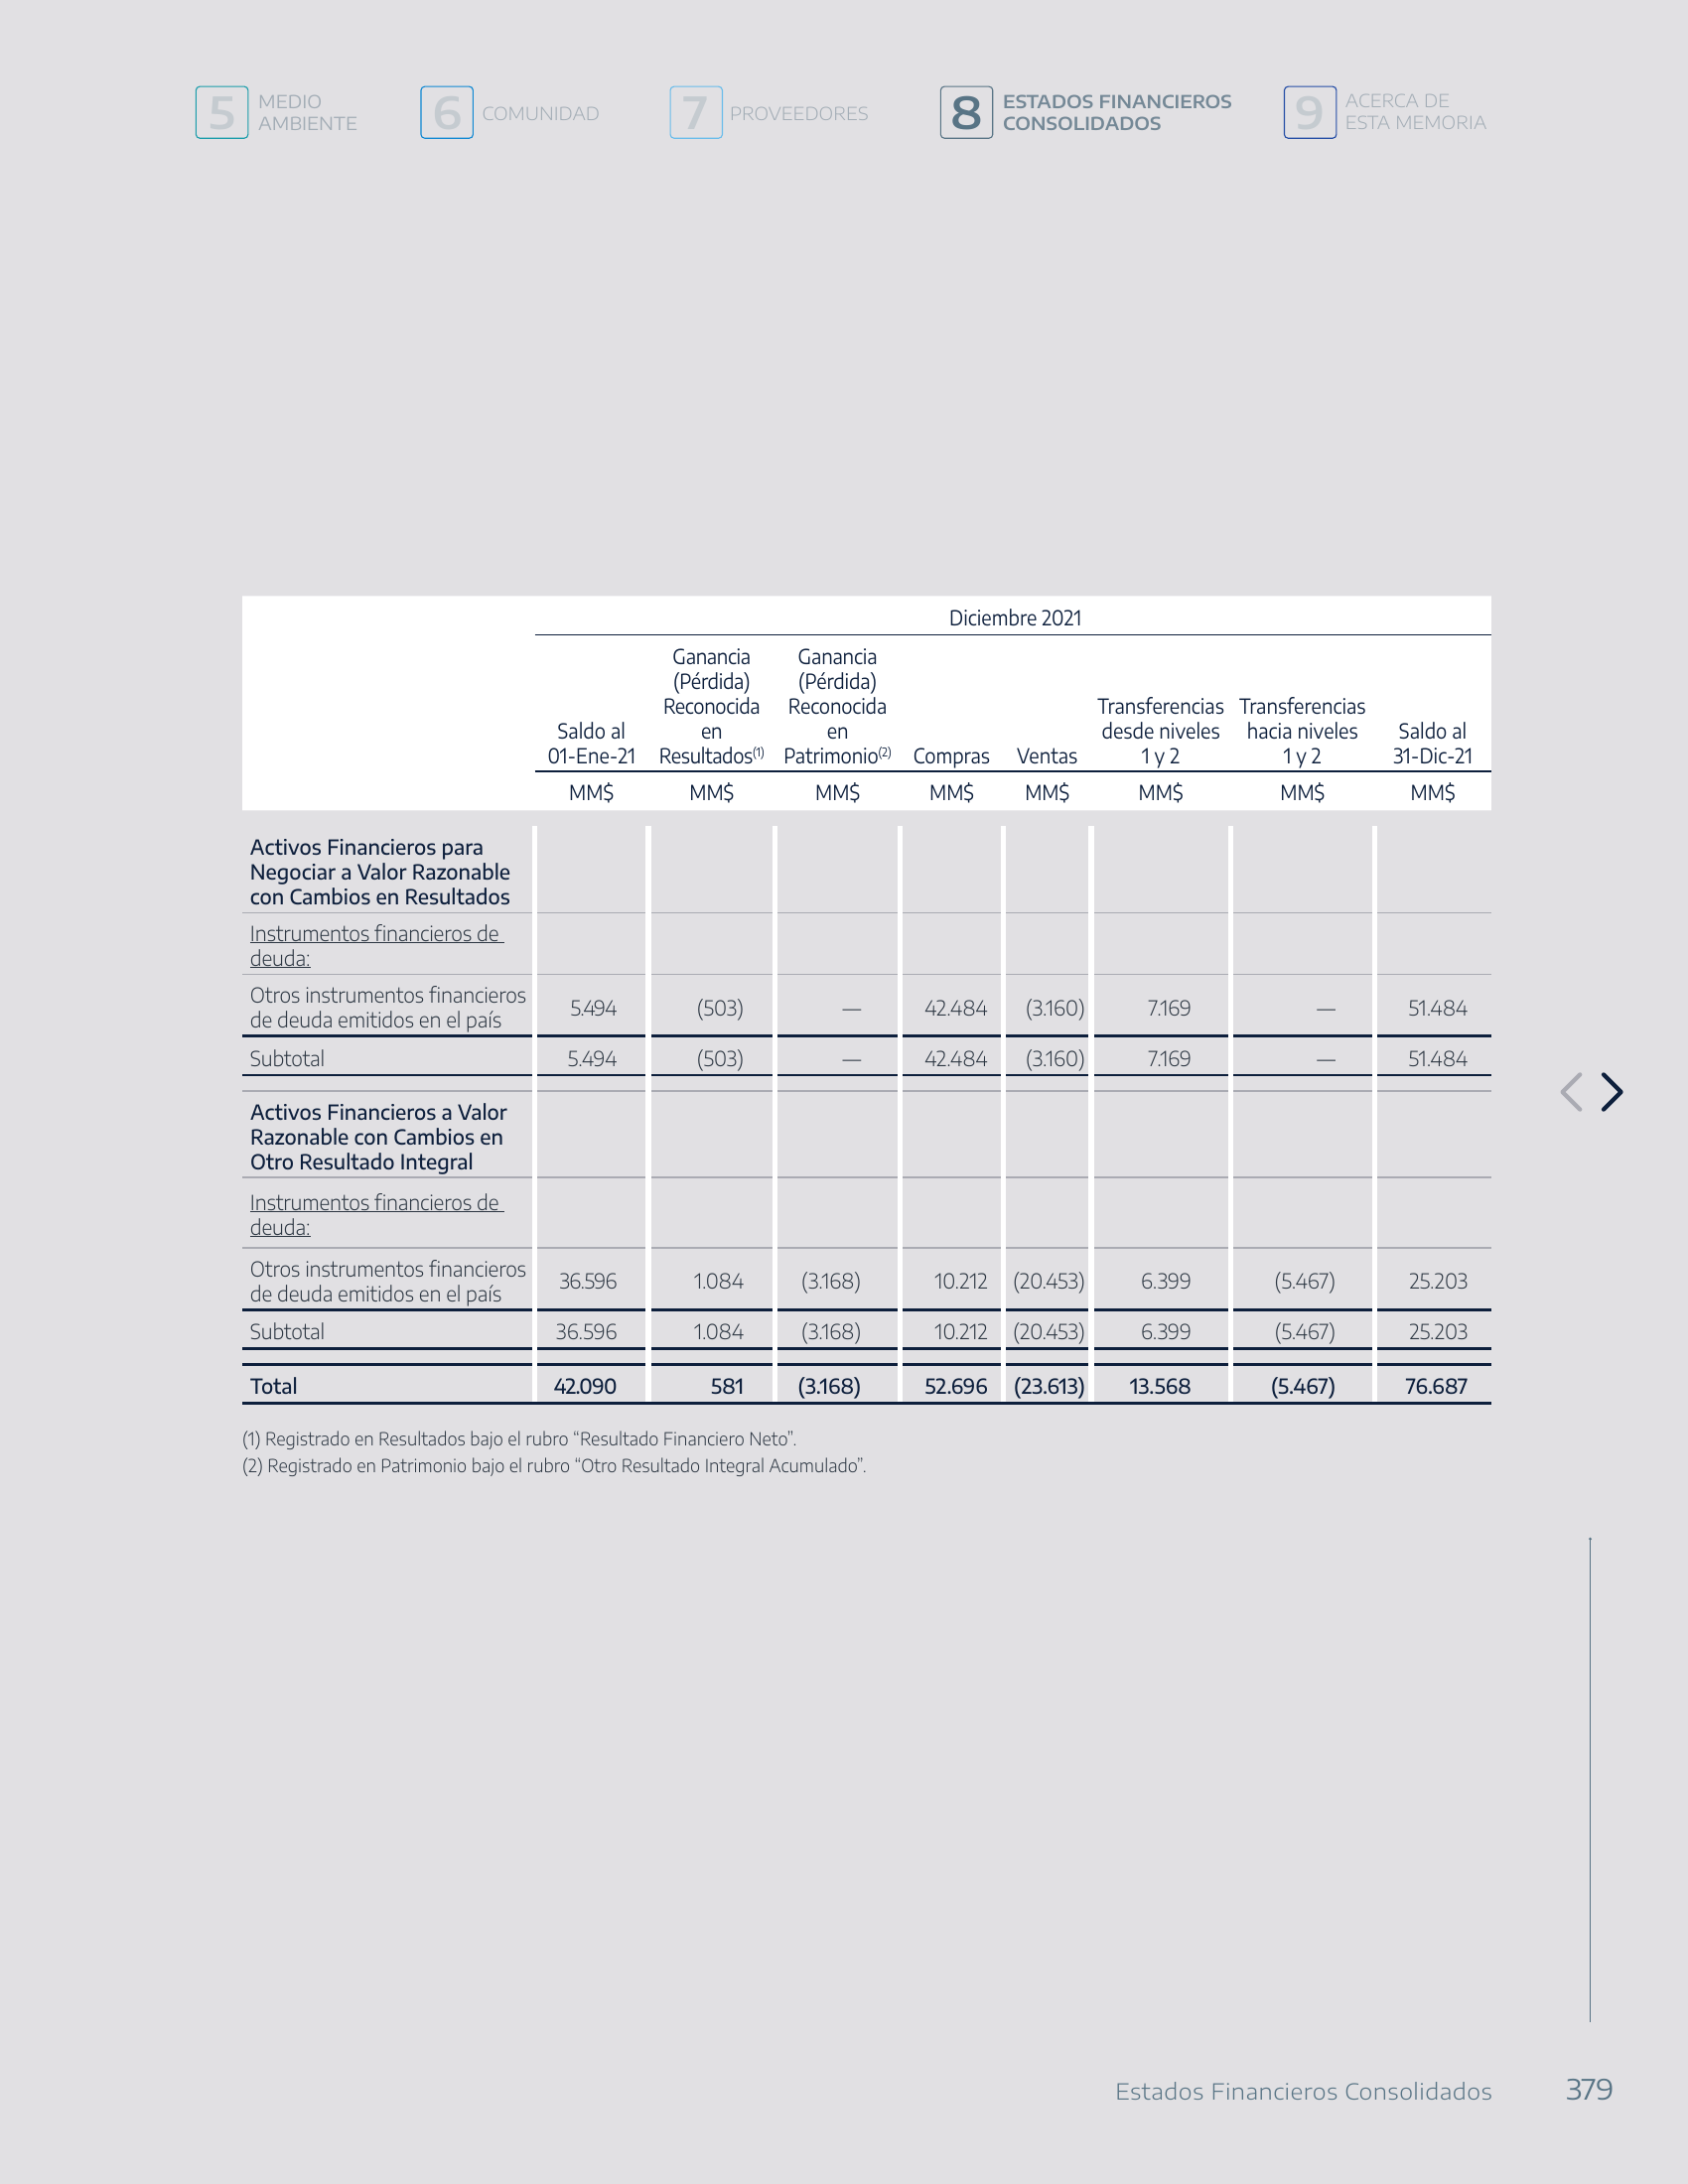 5 MEDIO AMBIENTE
6 COMUNIDAD
7 PROVEEDORES
8 ESTADOS FINANCIEROS CONSOLIDADOS
9 ACERCA DE ESTA MEMORIA
Diciembre 2021
Saldo al 01-Ene-21
Ganancia (Pérdida) Reconocida en Resultados(1)
Ganancia (Pérdida) Reconocida en Patrimonio(2)
Compras
Ventas
Transferencias desde niveles 1 y 2
Transferencias hacia niveles 1 y 2
Saldo al 31-Dic-21
MM$ MM$ MM$ MM$ MM$ MM$ MM$ MM$
Activos Financieros para
Negociar a Valor Razonable
con Cambios en Resultados
Instrumentos financieros de
deuda:
Otros instrumentos financieros
de deuda emitidos en el país 5.494 (503) — 42.484 (3.160) 7.169 — 51.484
Subtotal 5.494 (503) — 42.484 (3.160) 7.169 — 51.484
Activos Financieros a Valor
Razonable con Cambios en
Otro Resultado Integral
Instrumentos financieros de
deuda:
Otros instrumentos financieros
de deuda emitidos en el país 36.596 1.084 (3.168) 10.212 (20.453) 6.399 (5.467) 25.203
Subtotal 36.596 1.084 (3.168) 10.212 (20.453) 6.399 (5.467) 25.203
Total 42.090 581 (3.168) 52.696 (23.613) 13.568 (5.467) 76.687
(1) Registrado en Resultados bajo el rubro “Resultado Financiero Neto”.
(2) Registrado en Patrimonio bajo el rubro “Otro Resultado Integral Acumulado”.
Estados Financieros Consolidados 379